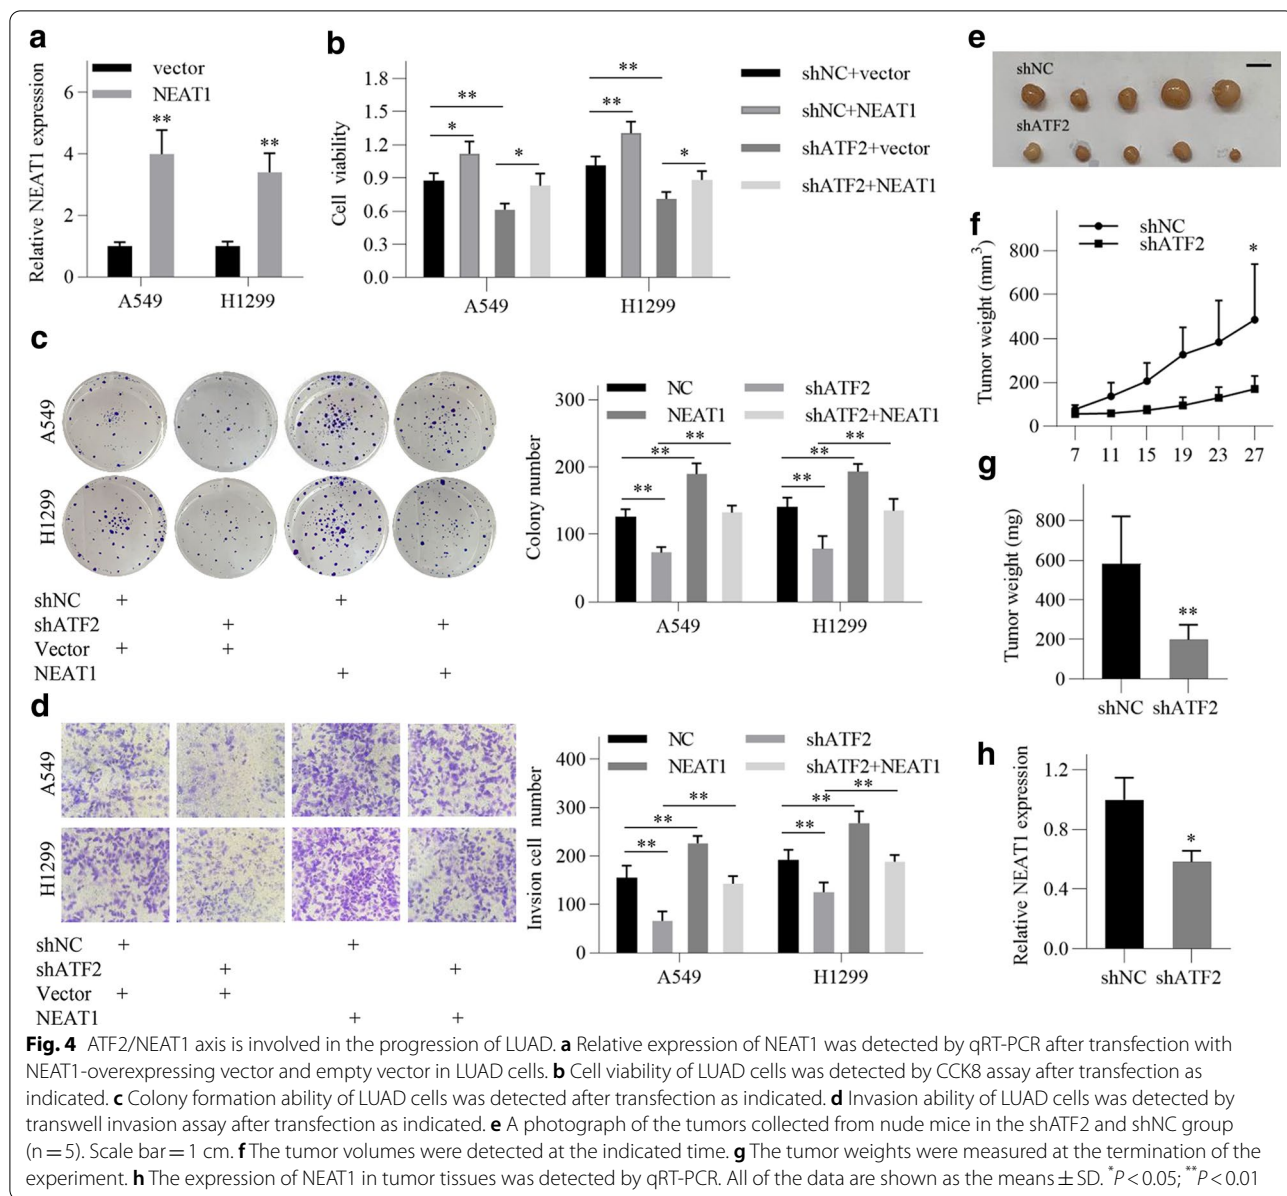 a
Relative NEAT1 expression
vector
NEAT1
6
4
2
0
**
**
A549
H1299
b
Cell viability
1.8
1.5
1.2
0.9
0.6
0.3
0.0
**
*
*
**
**
*
A549
H1299
shNC+vector
shNC+NEAT1
shATF2+vector
shATF2+NEAT1
c
A549
H1299
shNC + +
shATF2 + +
Vector + +
NEAT1 + +
Colony number
NC
NEAT1
shATF2
shATF2+NEAT1
300
200
100
0
**
**
**
**
**
**
A549
H1299
d
A549
H1299
shNC + +
shATF2 + +
Vector + +
NEAT1 + +
Invsion cell number
NC
NEAT1
shATF2
shATF2+NEAT1
400
300
200
100
0
**
**
**
**
**
**
A549
H1299
e
shNC
shATF2
f
Tumor weight (mm³)
shNC
shATF2
800
600
400
200
0
*
7 11 15 19 23 27
g
Tumor weight (mg)
800
600
400
200
0
**
shNC shATF2
h
Relative NEAT1 expression
1.2
0.8
0.4
0.0
*
shNC shATF2
Fig. 4 ATF2/NEAT1 axis is involved in the progression of LUAD. a Relative expression of NEAT1 was detected by qRT-PCR after transfection with
NEAT1-overexpressing vector and empty vector in LUAD cells. b Cell viability of LUAD cells was detected by CCK8 assay after transfection as
indicated. c Colony formation ability of LUAD cells was detected after transfection as indicated. d Invasion ability of LUAD cells was detected by
transwell invasion assay after transfection as indicated. e A photograph of the tumors collected from nude mice in the shATF2 and shNC group
(n = 5). Scale bar = 1 cm. f The tumor volumes were detected at the indicated time. g The tumor weights were measured at the termination of the
experiment. h The expression of NEAT1 in tumor tissues was detected by qRT-PCR. All of the data are shown as the means ± SD. *P < 0.05; **P < 0.01